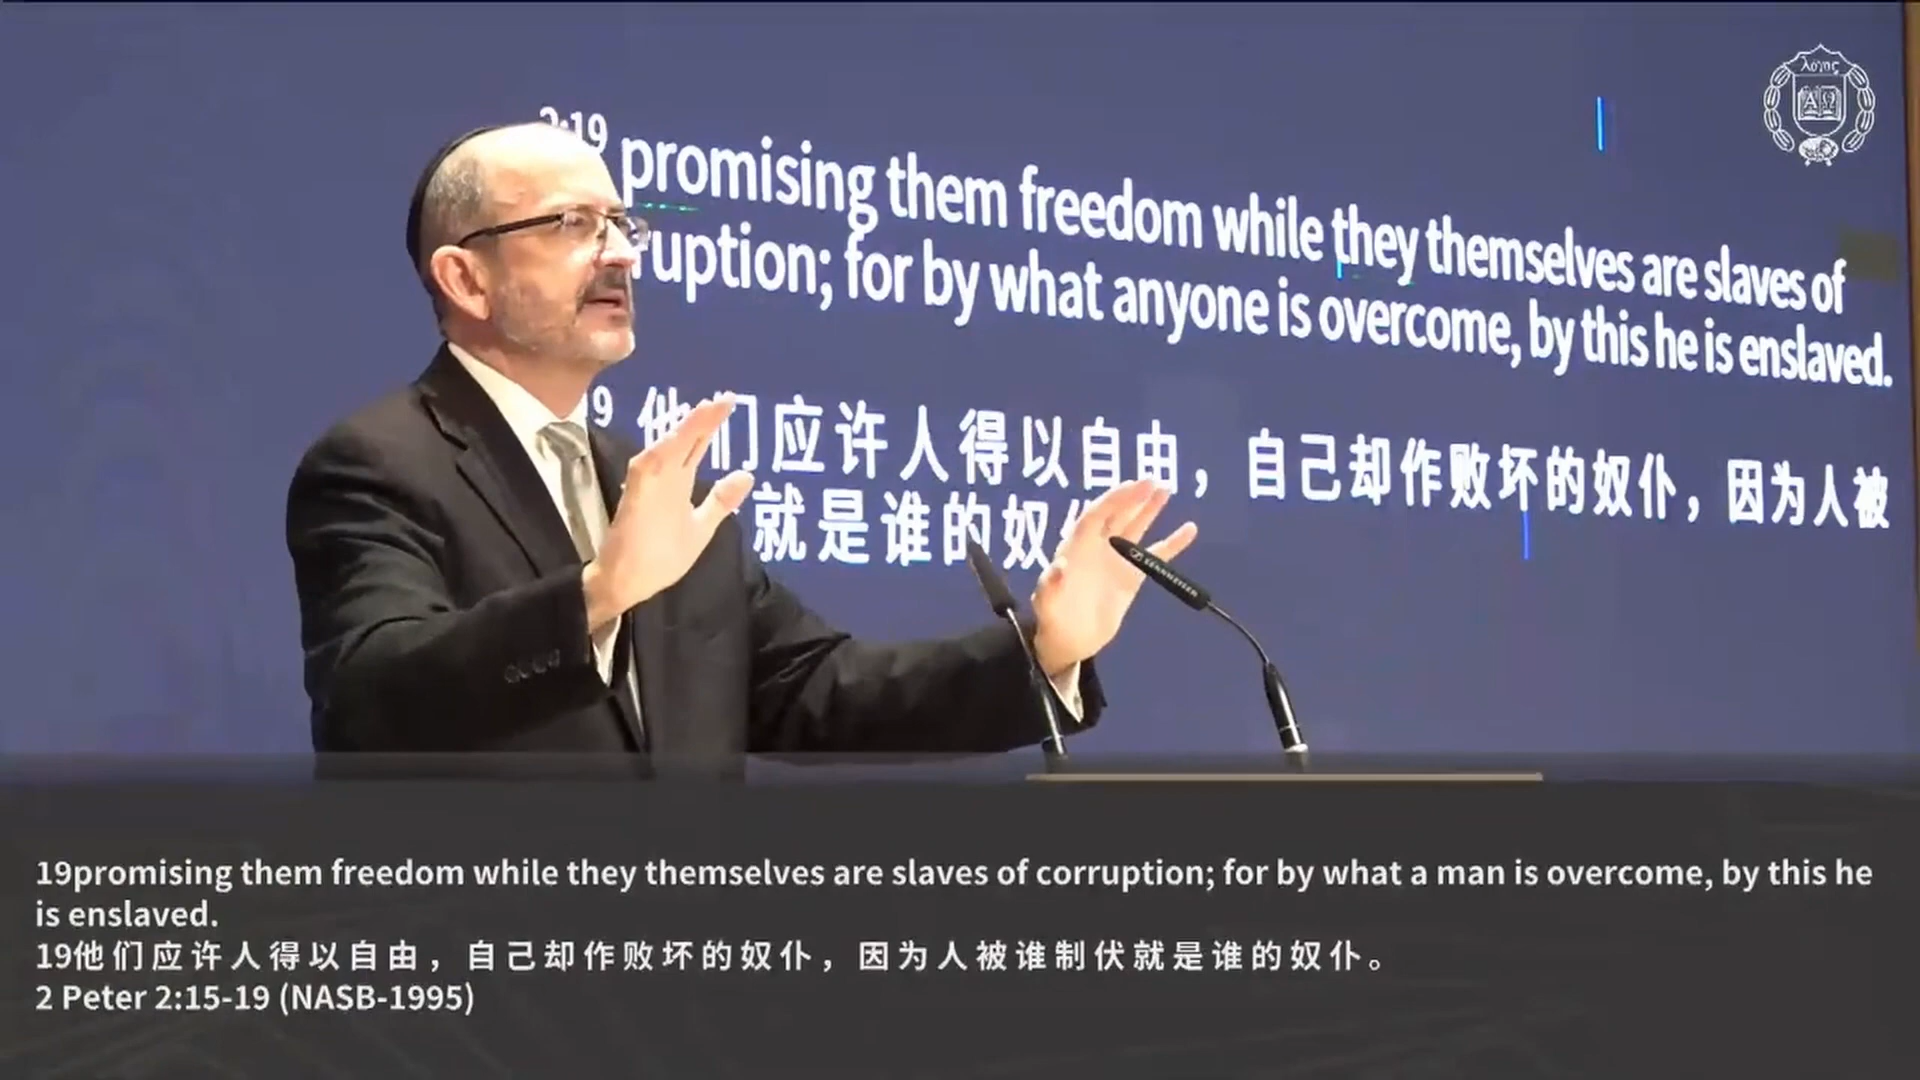 λόγος
Α Ω
2:19 promising them freedom while they themselves are slaves of
ruption; for by what anyone is overcome, by this he is enslaved.
19 他们应许人得以自由，自己却作败坏的奴仆，因为人被
就是谁的奴
SENNHEISER
19promising them freedom while they themselves are slaves of corruption; for by what a man is overcome, by this he
is enslaved.
19他们应许人得以自由，自己却作败坏的奴仆，因为人被谁制伏就是谁的奴仆。
2 Peter 2:15-19 (NASB-1995)